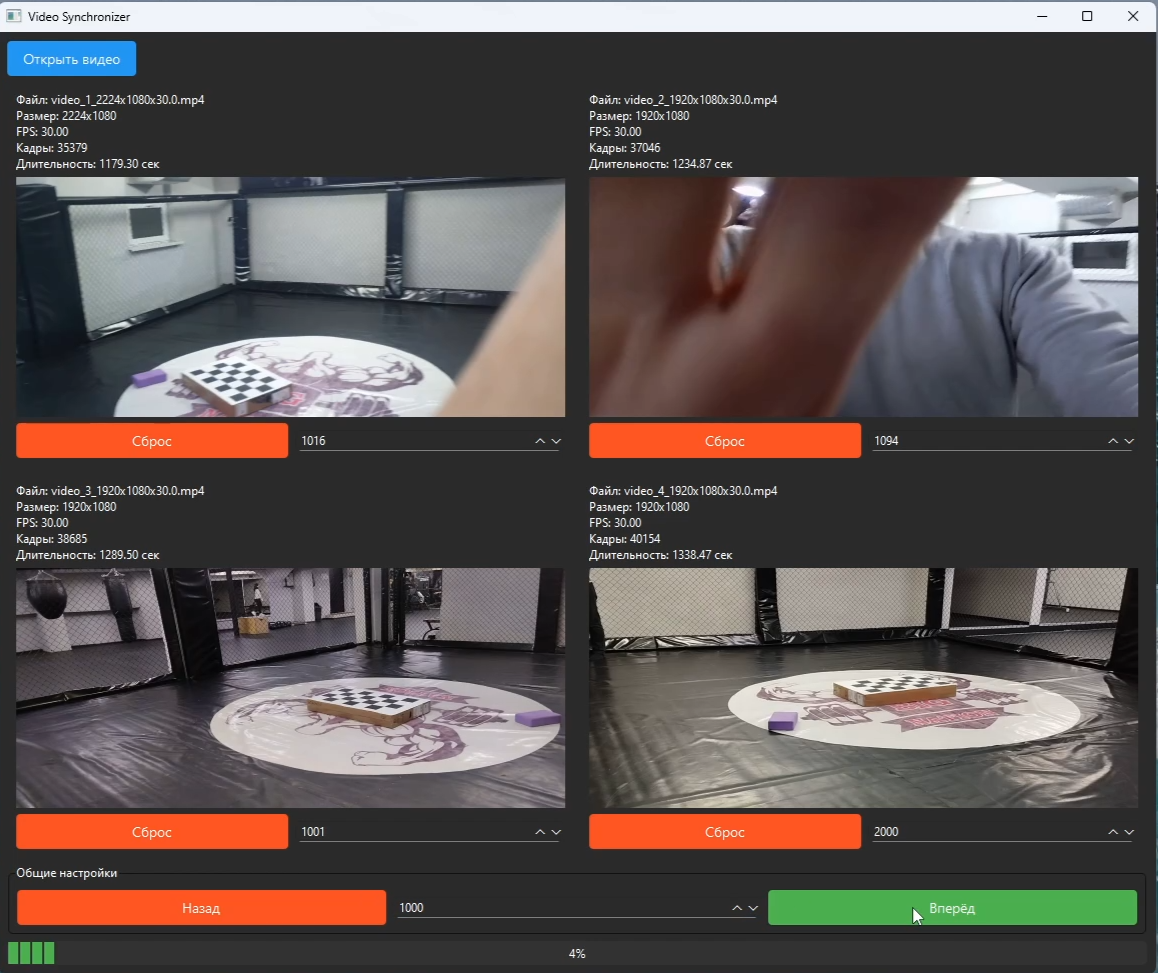 Video Synchronizer
Открыть видео
Файл: video_1_2224x1080x30.0.mp4
Размер: 2224x1080
FPS: 30.00
Кадры: 35379
Длительность: 1179.30 сек
Файл: video_2_1920x1080x30.0.mp4
Размер: 1920x1080
FPS: 30.00
Кадры: 37046
Длительность: 1234.87 сек
Сброс
1016
Сброс
1094
Файл: video_3_1920x1080x30.0.mp4
Размер: 1920x1080
FPS: 30.00
Кадры: 38685
Длительность: 1289.50 сек
Файл: video_4_1920x1080x30.0.mp4
Размер: 1920x1080
FPS: 30.00
Кадры: 40154
Длительность: 1338.47 сек
Сброс
1001
Сброс
2000
Общие настройки
Назад
1000
Вперёд
4%